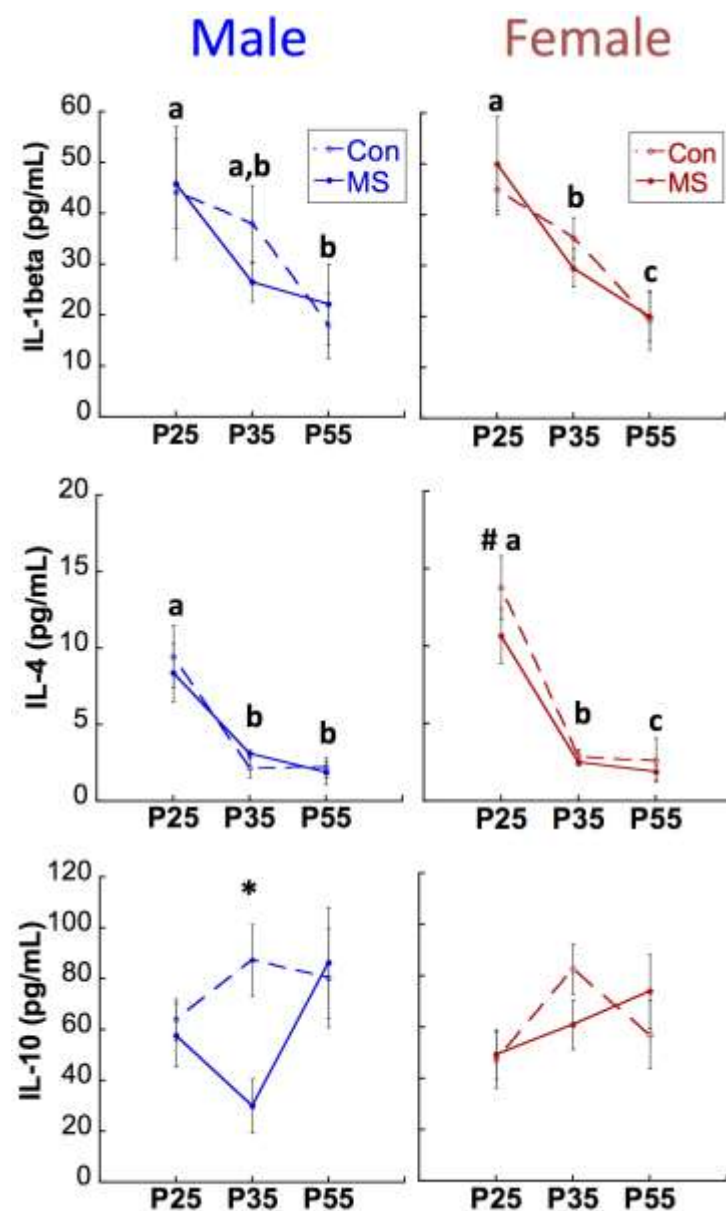 Male Female
60
50
40
30
20
10
0
IL-1beta (pg/mL)
a
a,b
b
Con
MS
P25 P35 P55
a
b
c
Con
MS
P25 P35 P55
20
15
10
5
0
IL-4 (pg/mL)
a
b
b
P25 P35 P55
# a
b
c
P25 P35 P55
120
100
80
60
40
20
0
IL-10 (pg/mL)
*
P25 P35 P55
P25 P35 P55